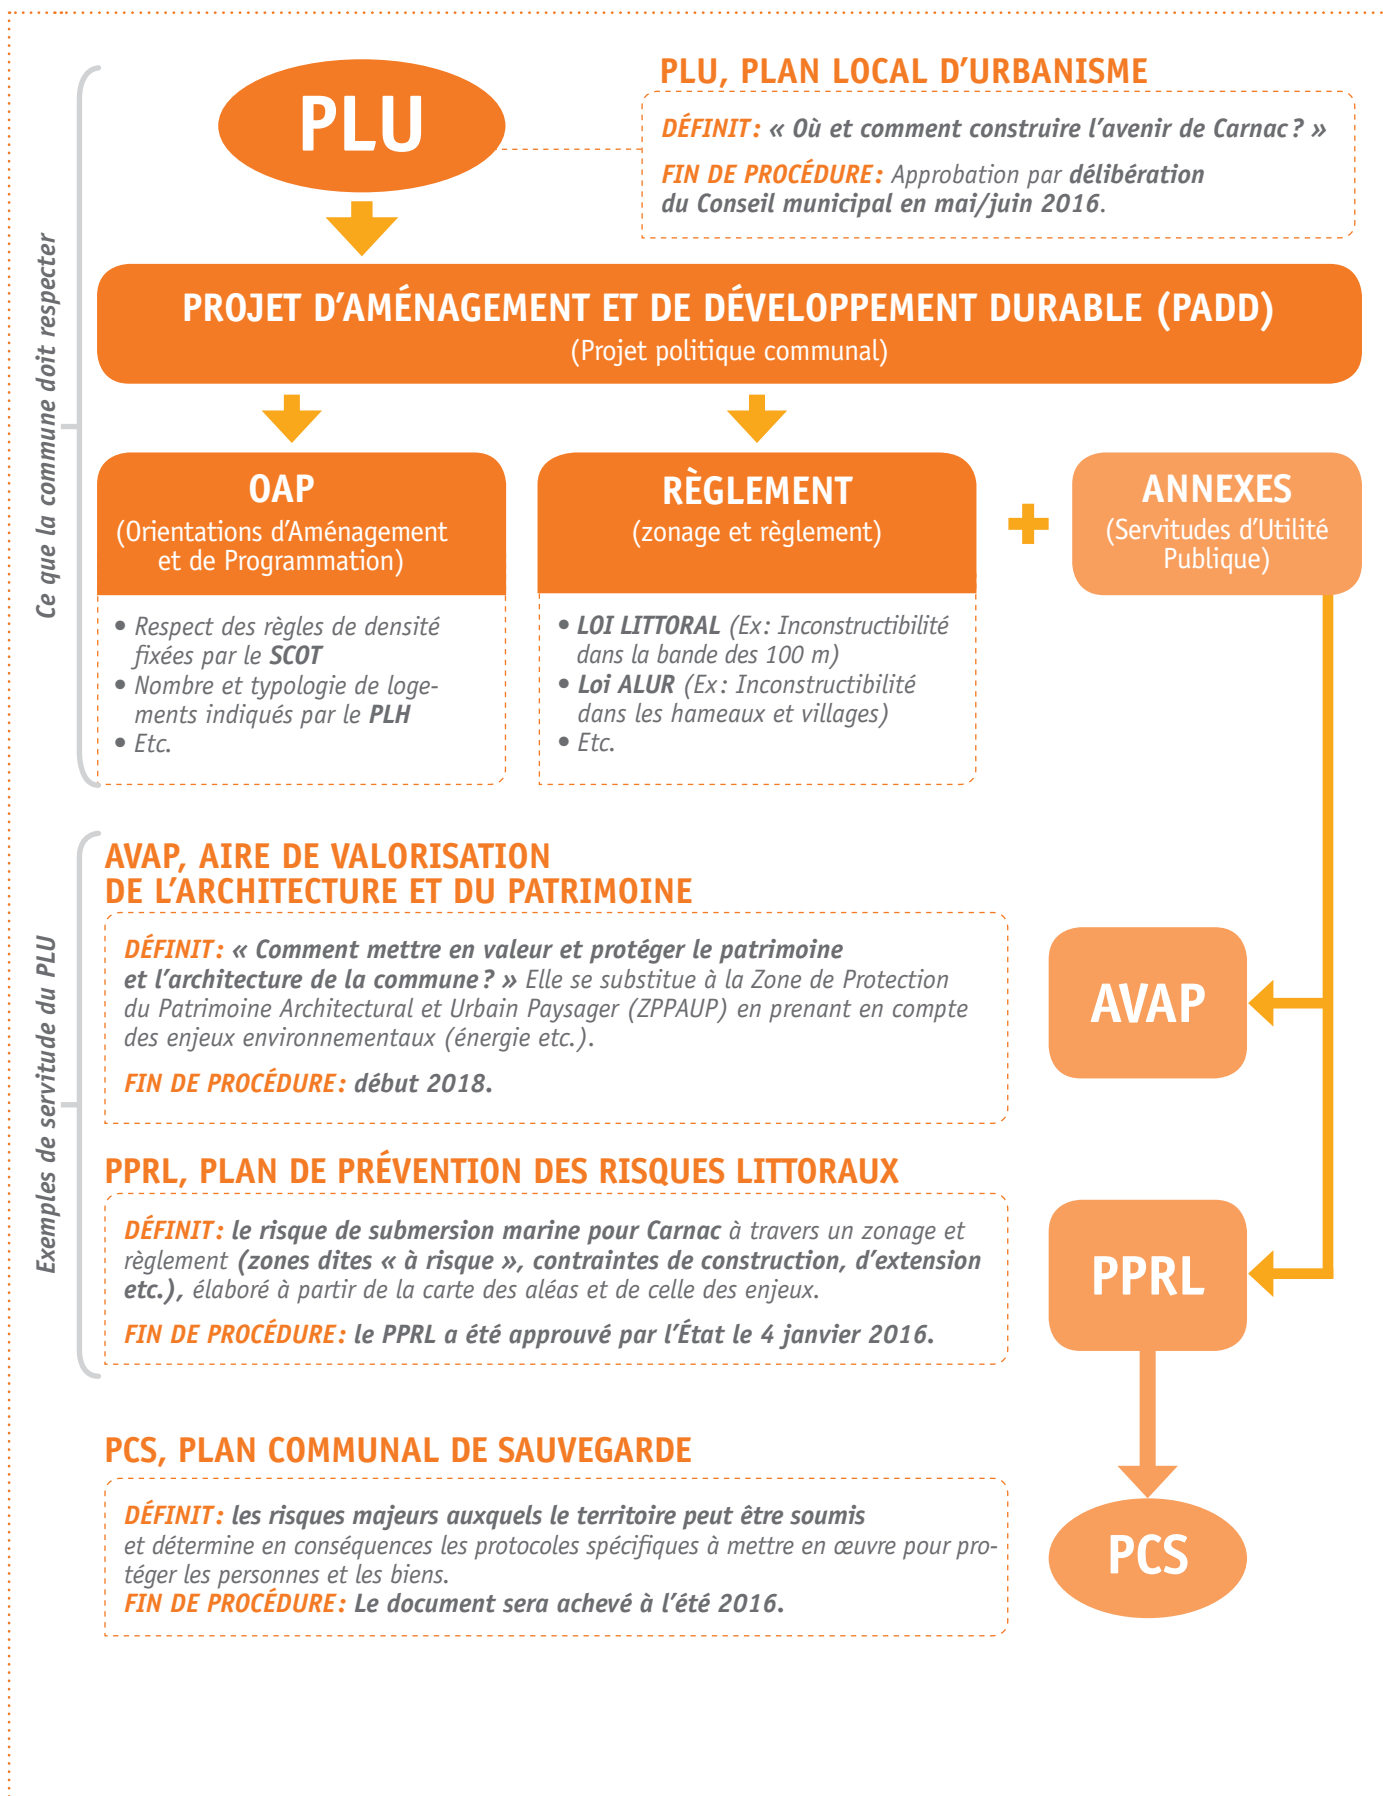 PLU
PLU, PLAN LOCAL D’URBANISME
DÉFINIT : « Où et comment construire l’avenir de Carnac ? »
FIN DE PROCÉDURE : Approbation par délibération
du Conseil municipal en mai/juin 2016.
Ce que la commune doit respecter
PROJET D’AMÉNAGEMENT ET DE DÉVELOPPEMENT DURABLE (PADD)
(Projet politique communal)
OAP
(Orientations d’Aménagement
et de Programmation)
• Respect des règles de densité
fixées par le SCOT
• Nombre et typologie de loge-
ments indiqués par le PLH
• Etc.
RÈGLEMENT
(zonage et règlement)
• LOI LITTORAL (Ex : Inconstructibilité
dans la bande des 100 m)
• Loi ALUR (Ex : Inconstructibilité
dans les hameaux et villages)
• Etc.
ANNEXES
(Servitudes d’Utilité
Publique)
Exemples de servitude du PLU
AVAP, AIRE DE VALORISATION
DE L’ARCHITECTURE ET DU PATRIMOINE
DÉFINIT : « Comment mettre en valeur et protéger le patrimoine
et l’architecture de la commune ? » Elle se substitue à la Zone de Protection
du Patrimoine Architectural et Urbain Paysager (ZPPAUP) en prenant en compte
des enjeux environnementaux (énergie etc.).
FIN DE PROCÉDURE : début 2018.
AVAP
PPRL, PLAN DE PRÉVENTION DES RISQUES LITTORAUX
DÉFINIT : le risque de submersion marine pour Carnac à travers un zonage et
règlement (zones dites « à risque », contraintes de construction, d’extension
etc.), élaboré à partir de la carte des aléas et de celle des enjeux.
FIN DE PROCÉDURE : le PPRL a été approuvé par l’État le 4 janvier 2016.
PPRL
PCS, PLAN COMMUNAL DE SAUVEGARDE
DÉFINIT : les risques majeurs auxquels le territoire peut être soumis
et détermine en conséquences les protocoles spécifiques à mettre en œuvre pour pro-
téger les personnes et les biens.
FIN DE PROCÉDURE : Le document sera achevé à l’été 2016.
PCS